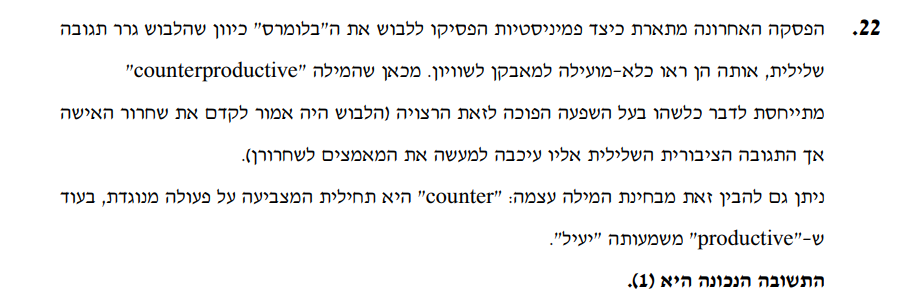 22. הפסקה האחרונה מתארת כיצד פמיניסטיות הפסיקו ללבוש את ה"בלומרס" כיוון שהלבוש גרר תגובה
שלילית, אותה הן ראו כלא-מועילה למאבקן לשוויון. מכאן שהמילה "counterproductive"
מתייחסת לדבר כלשהו בעל השפעה הפוכה לזאת הרצויה (הלבוש היה אמור לקדם את שחרור האישה
אך התגובה הציבורית השלילית אליו עיכבה למעשה את המאמצים לשחרורן).
ניתן גם להבין זאת מבחינת המילה עצמה: "counter" היא תחילית המצביעה על פעולה מנוגדת, בעוד
ש-"productive" משמעותה "יעיל".
התשובה הנכונה היא (1).